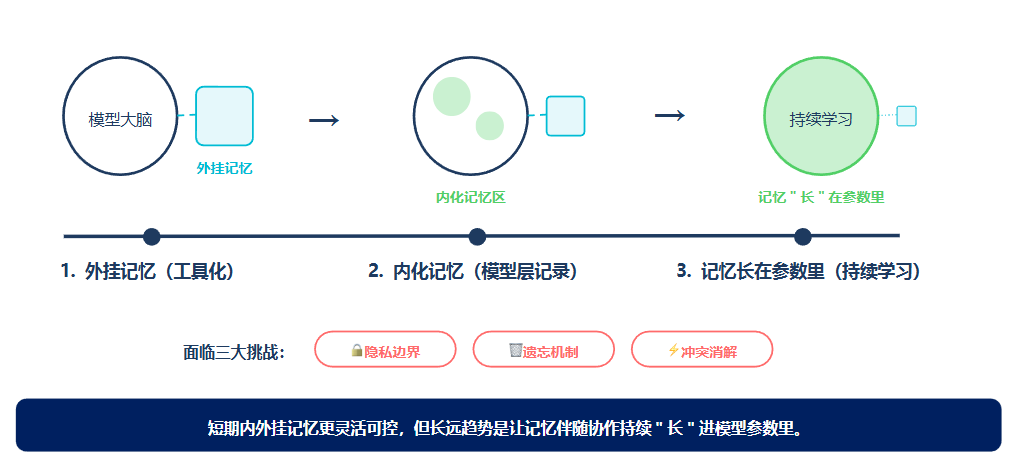 模型大脑
外挂记忆
内化记忆区
持续学习
记忆＂长＂在参数里
1. 外挂记忆（工具化）
2. 内化记忆（模型层记录）
3. 记忆长在参数里（持续学习）
面临三大挑战：
隐私边界
遗忘机制
冲突消解
短期内外挂记忆更灵活可控，但长远趋势是让记忆伴随协作持续＂长＂进模型参数里。